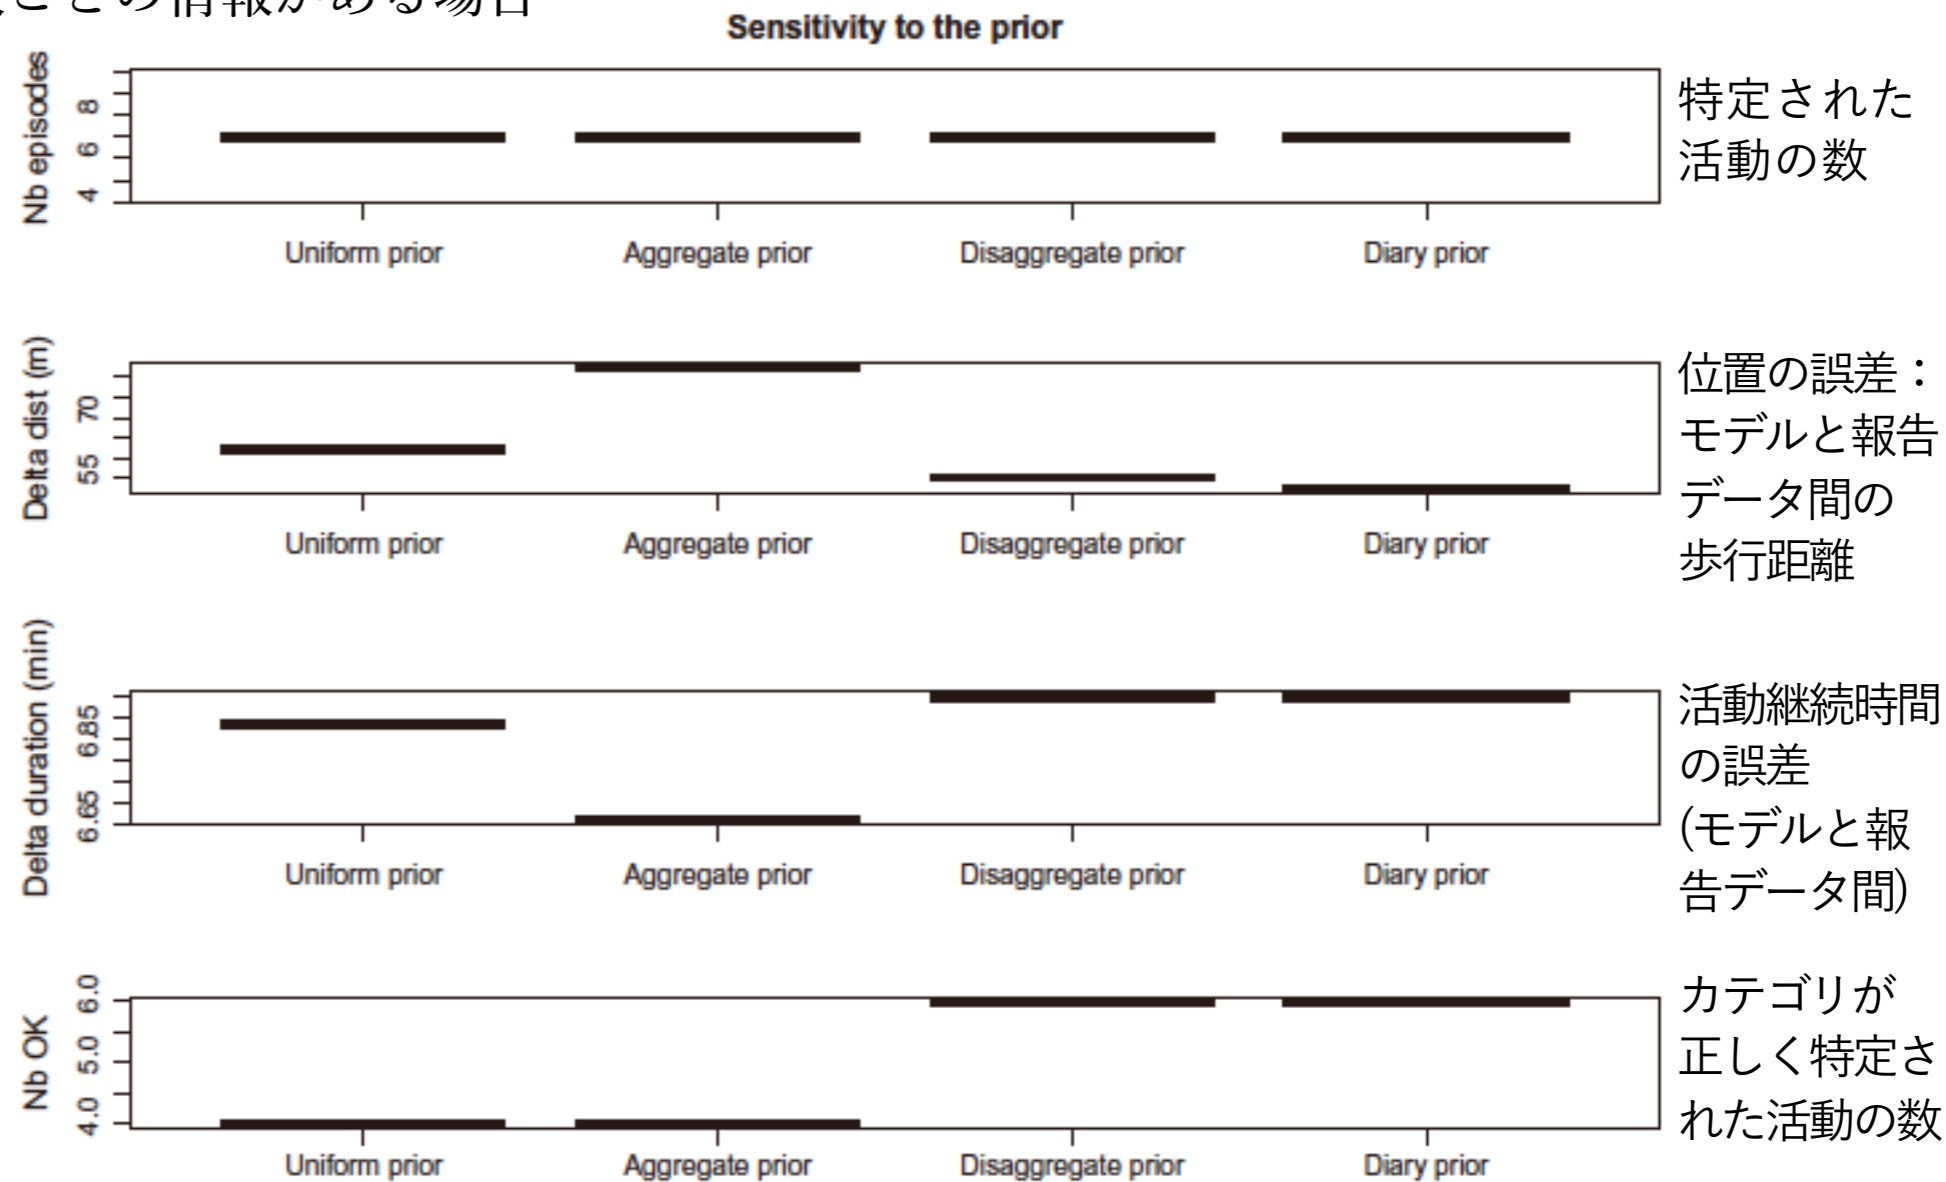 との情報がある場合
Sensitivity to the prior
Nb episodes
8
6
4
Uniform prior
Aggregate prior
Disaggregate prior
Diary prior
特定された
活動の数
Delta dist (m)
70
55
Uniform prior
Aggregate prior
Disaggregate prior
Diary prior
位置の誤差：
モデルと報告
データ間の
歩行距離
Delta duration (min)
6.85
6.65
Uniform prior
Aggregate prior
Disaggregate prior
Diary prior
活動継続時間
の誤差
(モデルと報
告データ間)
Nb OK
6.0
5.0
4.0
Uniform prior
Aggregate prior
Disaggregate prior
Diary prior
カテゴリが
正しく特定さ
れた活動の数